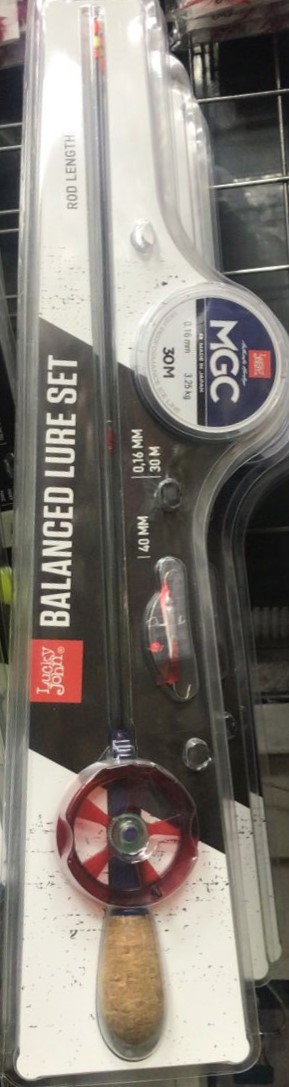 ROD LENGTH
BALANCED LURE SET
Lucky
John®
MGC
MADE IN JAPAN
0.16 mm
3.25 kg
30 M
0,16 MM
30 M
40 MM